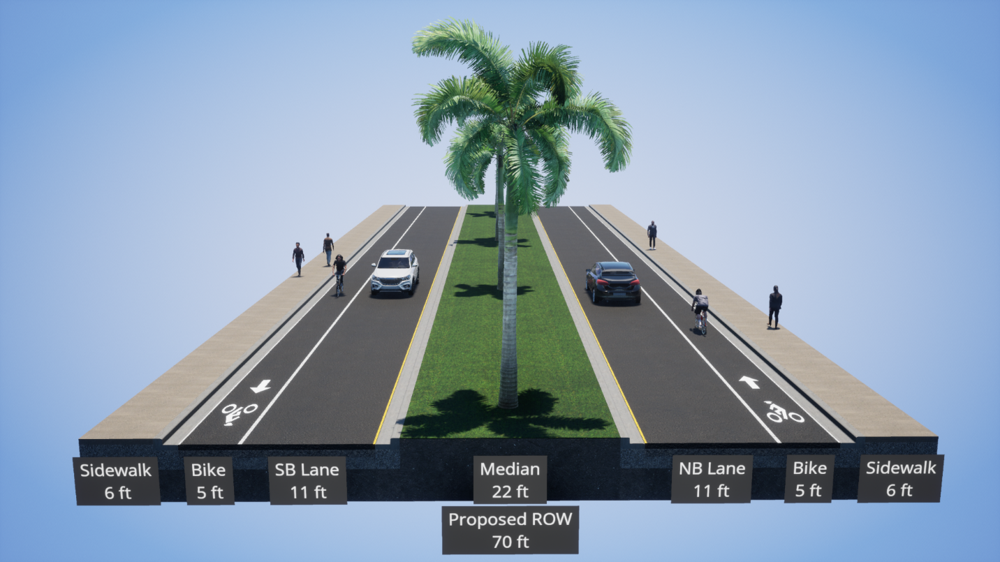 Sidewalk
6 ft
Bike
5 ft
SB Lane
11 ft
Median
22 ft
NB Lane
11 ft
Bike
5 ft
Sidewalk
6 ft
Proposed ROW
70 ft